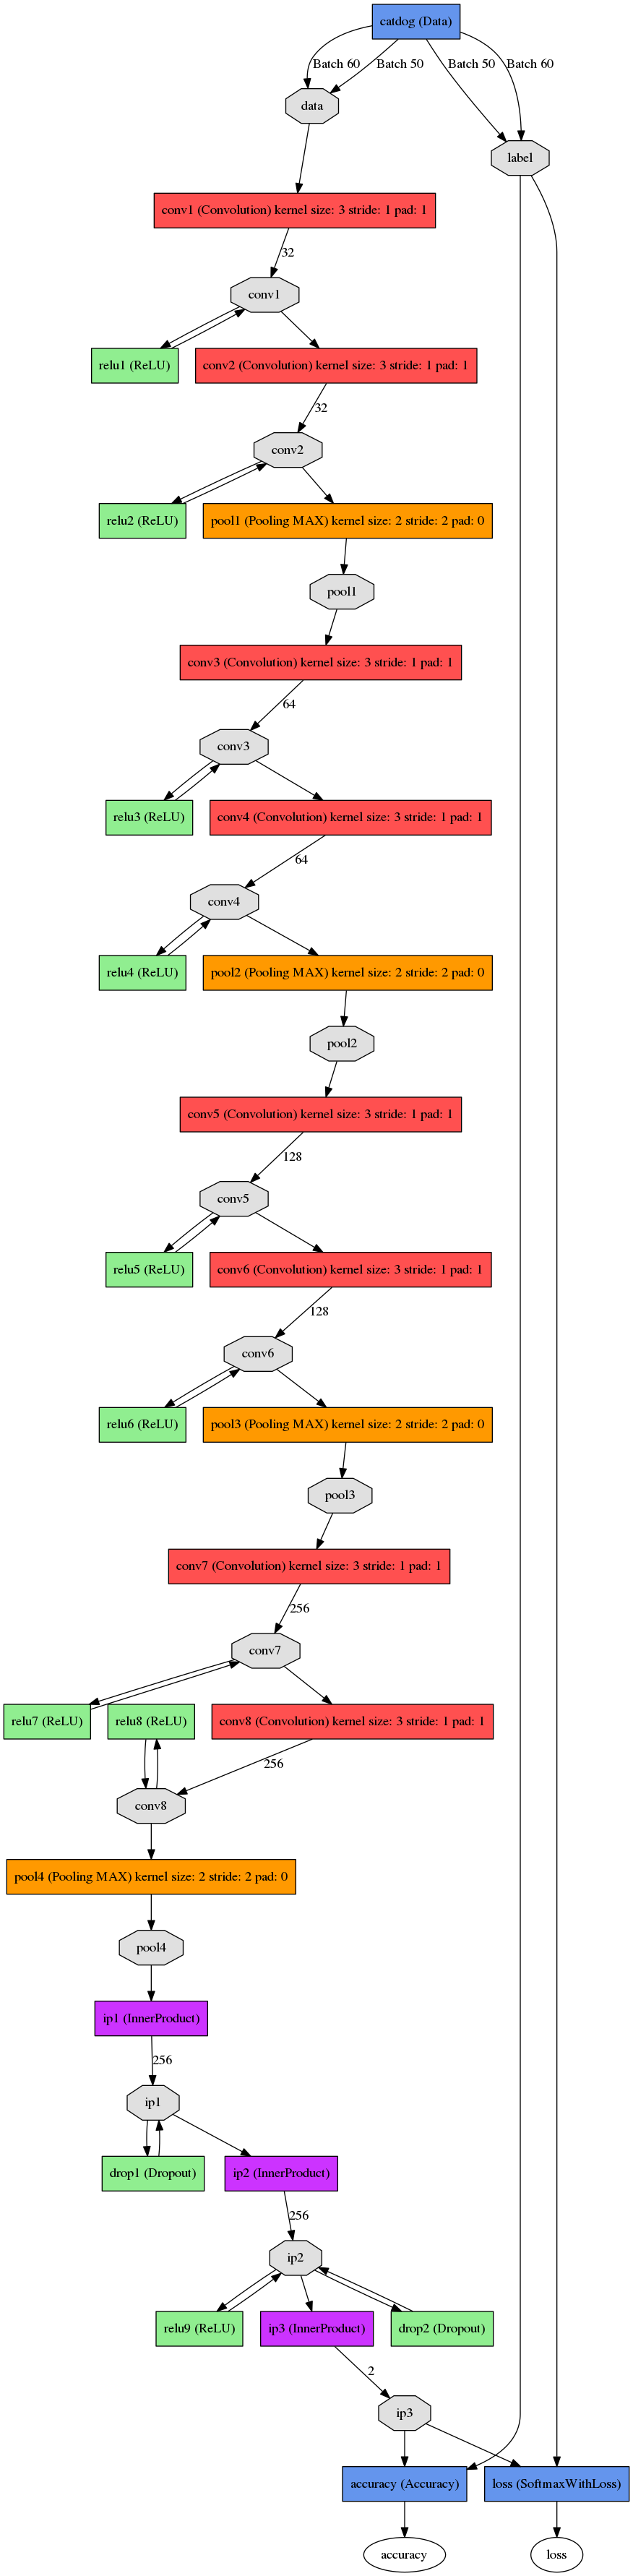 catdog (Data)
Batch 60
Batch 50
Batch 50
Batch 60
data
label
conv1 (Convolution) kernel size: 3 stride: 1 pad: 1
32
conv1
relu1 (ReLU)
conv2 (Convolution) kernel size: 3 stride: 1 pad: 1
32
conv2
relu2 (ReLU)
pool1 (Pooling MAX) kernel size: 2 stride: 2 pad: 0
pool1
conv3 (Convolution) kernel size: 3 stride: 1 pad: 1
64
conv3
relu3 (ReLU)
conv4 (Convolution) kernel size: 3 stride: 1 pad: 1
64
conv4
relu4 (ReLU)
pool2 (Pooling MAX) kernel size: 2 stride: 2 pad: 0
pool2
conv5 (Convolution) kernel size: 3 stride: 1 pad: 1
128
conv5
relu5 (ReLU)
conv6 (Convolution) kernel size: 3 stride: 1 pad: 1
128
conv6
relu6 (ReLU)
pool3 (Pooling MAX) kernel size: 2 stride: 2 pad: 0
pool3
conv7 (Convolution) kernel size: 3 stride: 1 pad: 1
256
conv7
relu7 (ReLU)
relu8 (ReLU)
conv8 (Convolution) kernel size: 3 stride: 1 pad: 1
256
conv8
pool4 (Pooling MAX) kernel size: 2 stride: 2 pad: 0
pool4
ip1 (InnerProduct)
256
ip1
drop1 (Dropout)
ip2 (InnerProduct)
256
ip2
relu9 (ReLU)
ip3 (InnerProduct)
drop2 (Dropout)
2
ip3
accuracy (Accuracy)
loss (SoftmaxWithLoss)
accuracy
loss